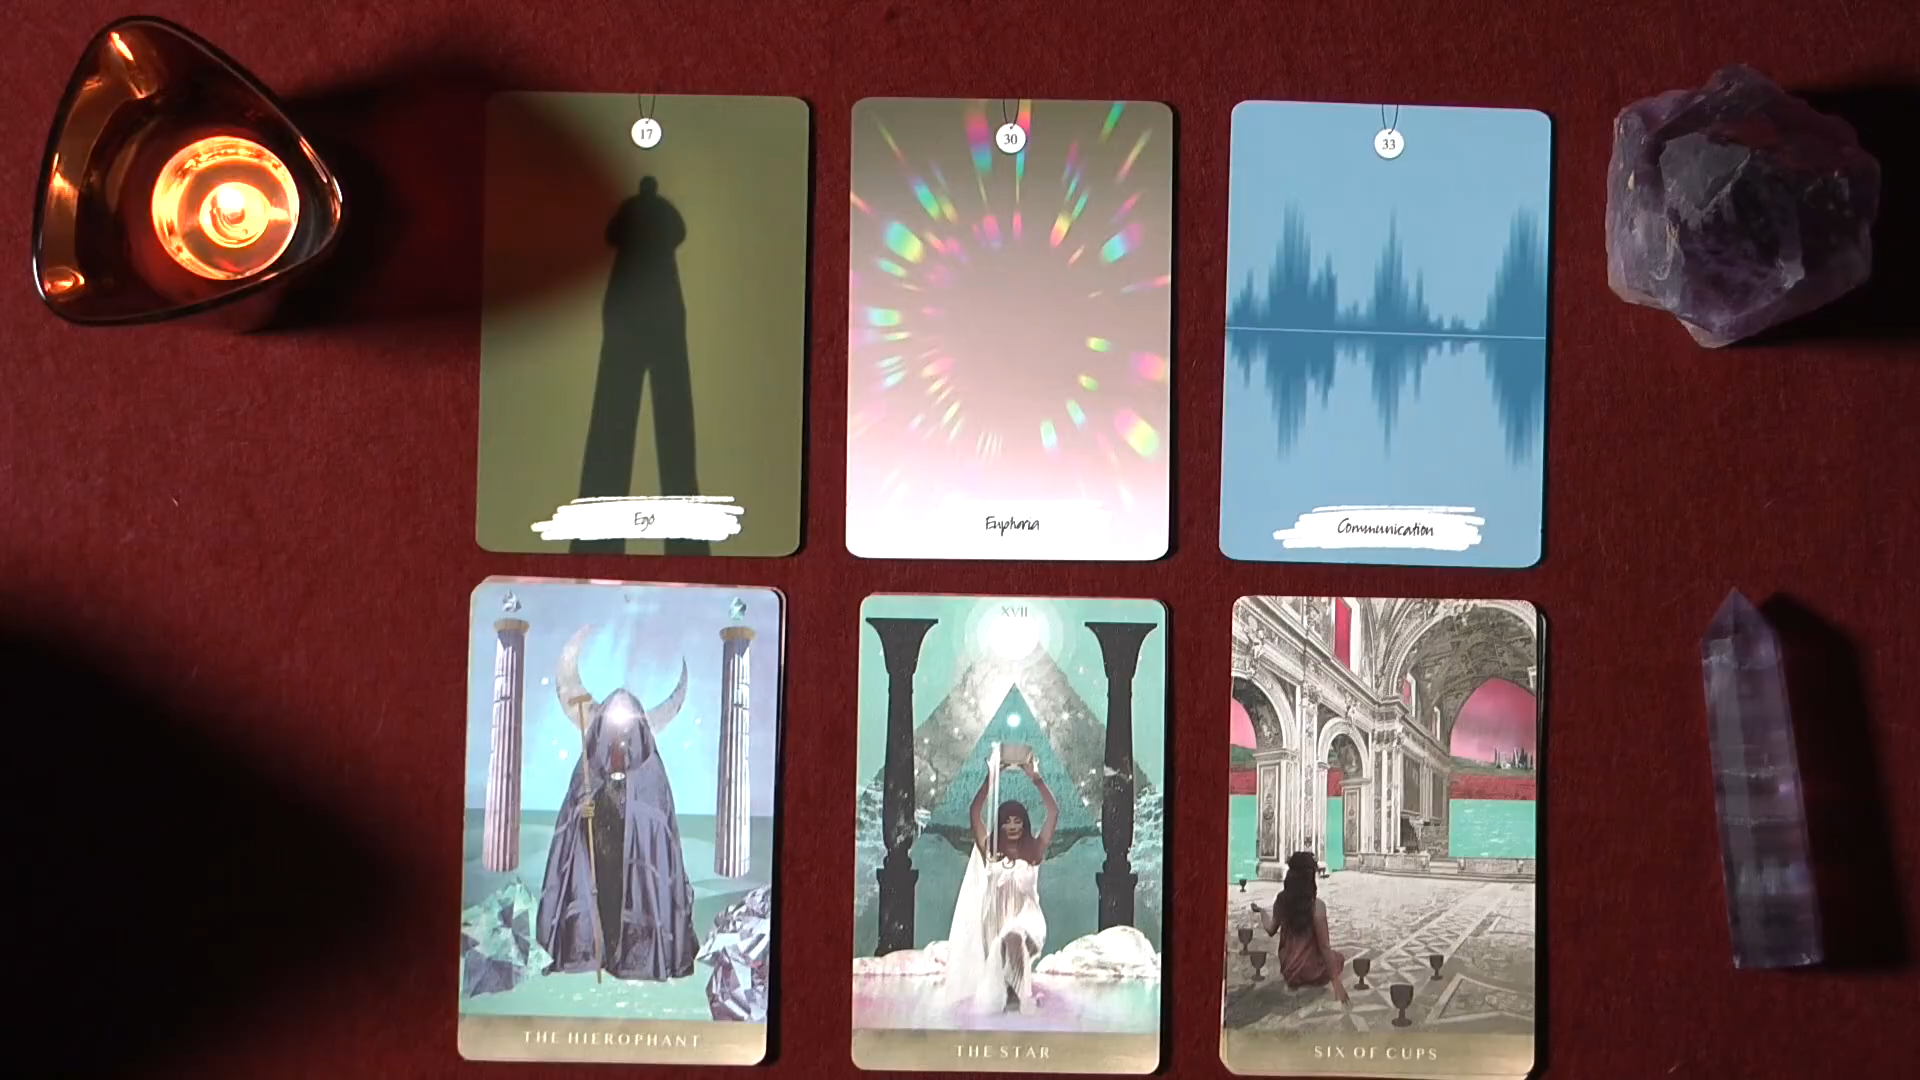 17
30
33
Ego
Euphoria
Communication
XVII
THE HIEROPHANT
THE STAR
SIX OF CUPS